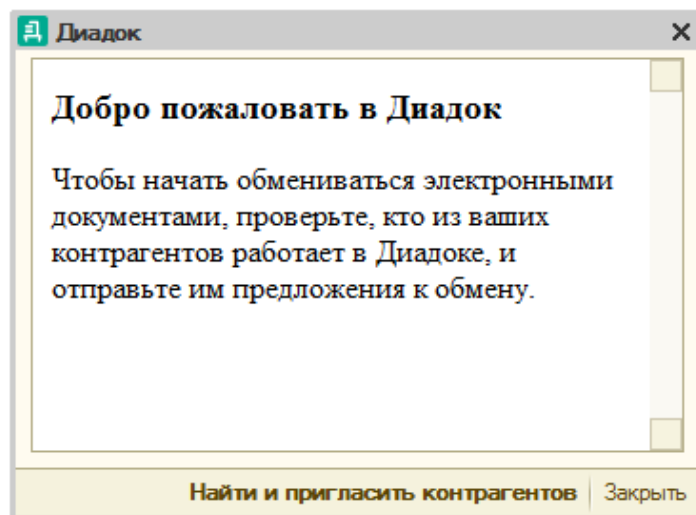 Диадок
Добро пожаловать в Диадок
Чтобы начать обмениваться электронными
документами, проверьте, кто из ваших
контрагентов работает в Диадоке, и
отправьте им предложения к обмену.
Найти и пригласить контрагентов Закрыть